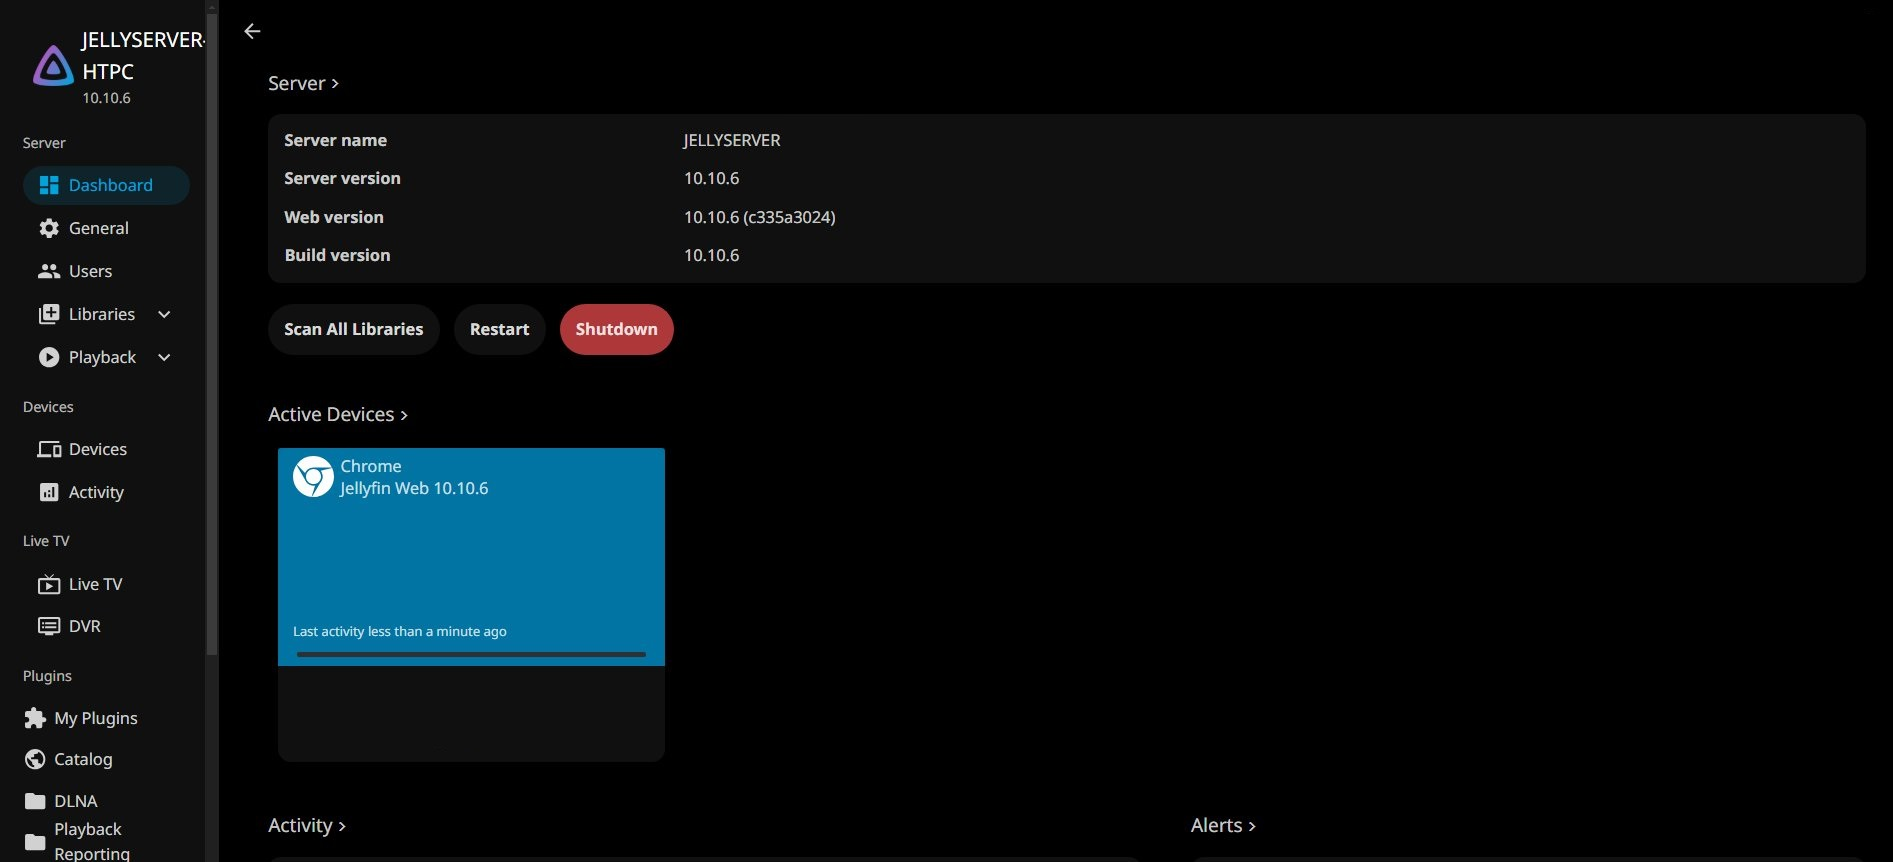 JELLYSERVER-
HTPC
10.10.6
Server
Dashboard
General
Users
Libraries
Playback
Devices
Devices
Activity
Live TV
Live TV
DVR
Plugins
My Plugins
Catalog
DLNA
Playback
Reporting
Server >
Server name JELLYSERVER
Server version 10.10.6
Web version 10.10.6 (c335a3024)
Build version 10.10.6
Scan All Libraries Restart Shutdown
Active Devices >
Chrome
Jellyfin Web 10.10.6
Last activity less than a minute ago
Activity > Alerts >